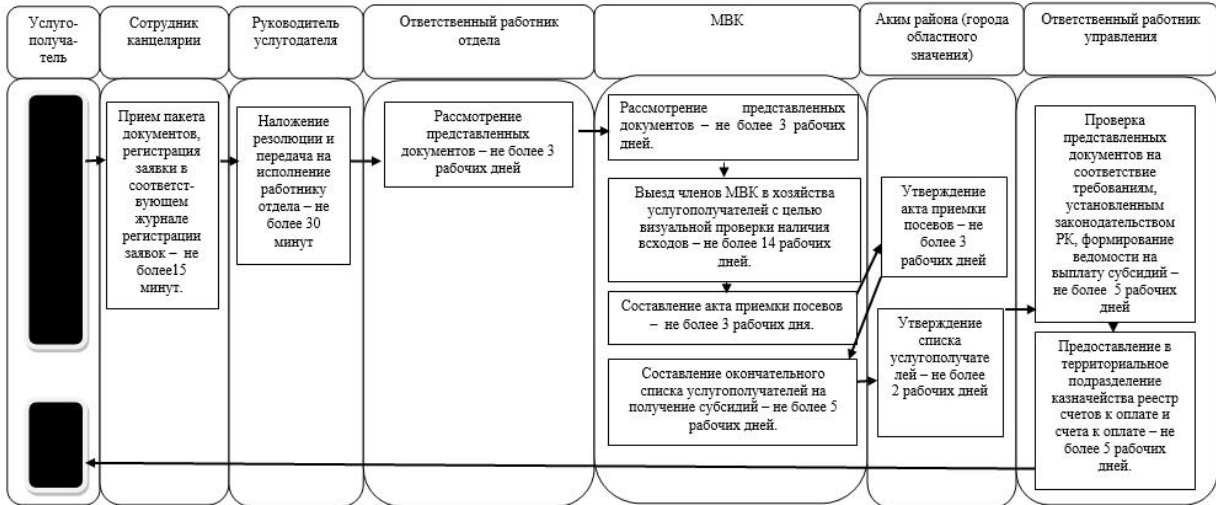 Услуго-
получа-
тель
Сотрудник
канцелярии
Руководитель
услугодателя
Ответственный работник
отдела
МВК
Аким района (города
областного
значения)
Ответственный работник
управления
Прием пакета
документов,
регистрация
заявки в
соответст-
вующем
журнале
регистрации
заявок – не
более15
минут.
Наложение
резолюции и
передача на
исполнение
работнику
отдела – не
более 30
минут
Рассмотрение
представленных
документов – не более 3
рабочих дней
Рассмотрение представленных
документов – не более 3 рабочих
дней.
Выезд членов МВК в хозяйства
услугополучателей с целью
визуальной проверки наличия
всходов – не более 14 рабочих
дней.
Составление акта приемки посевов
– не более 3 рабочих дня.
Составление окончательного
списка услугополучателей на
получение субсидий – не более 5
рабочих дней.
Утверждение
акта приемки
посевов – не
более 3
рабочих дней
Утверждение
списка
услугополучате
лей – не более
2 рабочих дней
Проверка
представленных
документов на
соответствие
требованиям,
установленным
законодательством
РК, формирование
ведомости на
выплату субсидий –
не более 5 рабочих
дней
Предоставление в
территориальное
подразделение
казначейства реестр
счетов к оплате и
счета к оплате – не
более 5 рабочих
дней.